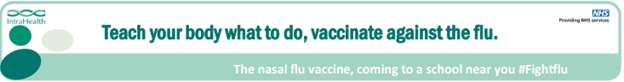 IntraHealth
NHS
Providing NHS services
Teach your body what to do, vaccinate against the flu.
The nasal flu vaccine, coming to a school near you #Fightflu